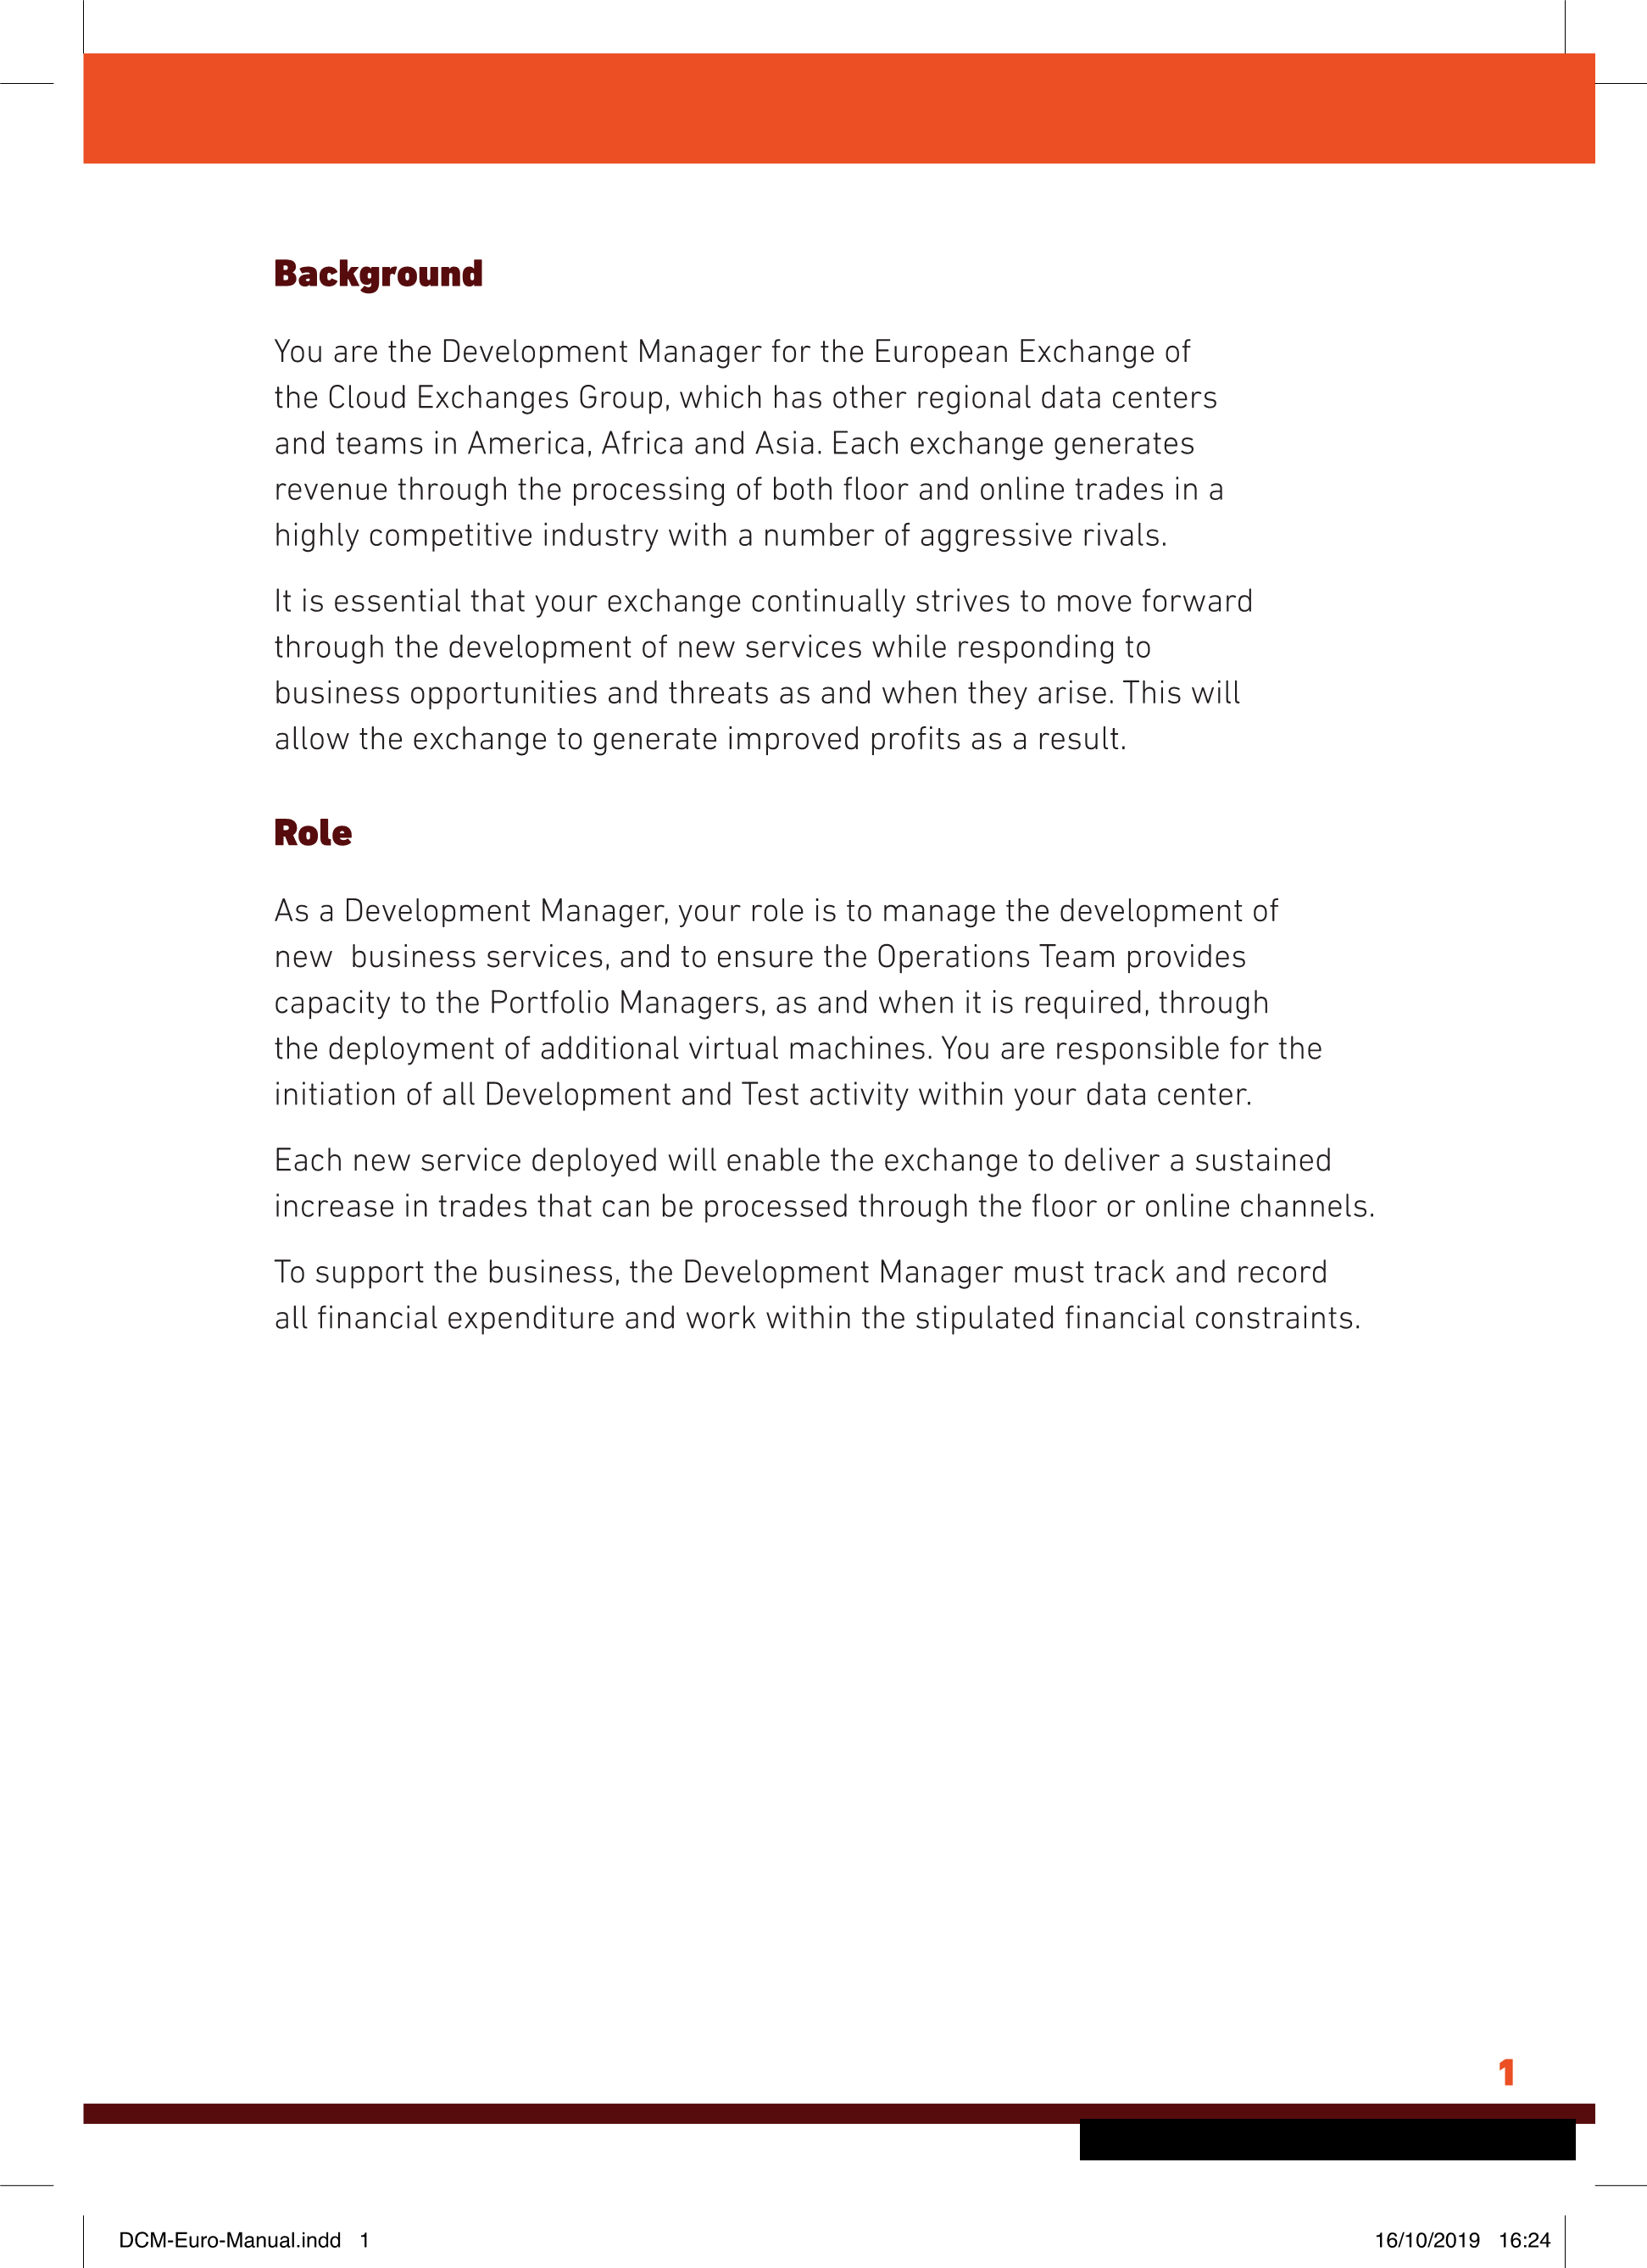 Background
You are the Development Manager for the European Exchange of
the Cloud Exchanges Group, which has other regional data centers
and teams in America, Africa and Asia. Each exchange generates
revenue through the processing of both floor and online trades in a
highly competitive industry with a number of aggressive rivals.
It is essential that your exchange continually strives to move forward
through the development of new services while responding to
business opportunities and threats as and when they arise. This will
allow the exchange to generate improved profits as a result.
Role
As a Development Manager, your role is to manage the development of
new  business services, and to ensure the Operations Team provides
capacity to the Portfolio Managers, as and when it is required, through
the deployment of additional virtual machines. You are responsible for the
initiation of all Development and Test activity within your data center.
Each new service deployed will enable the exchange to deliver a sustained
increase in trades that can be processed through the floor or online channels.
To support the business, the Development Manager must track and record
all financial expenditure and work within the stipulated financial constraints.
1
DCM-Euro-Manual.indd   1
16/10/2019   16:24